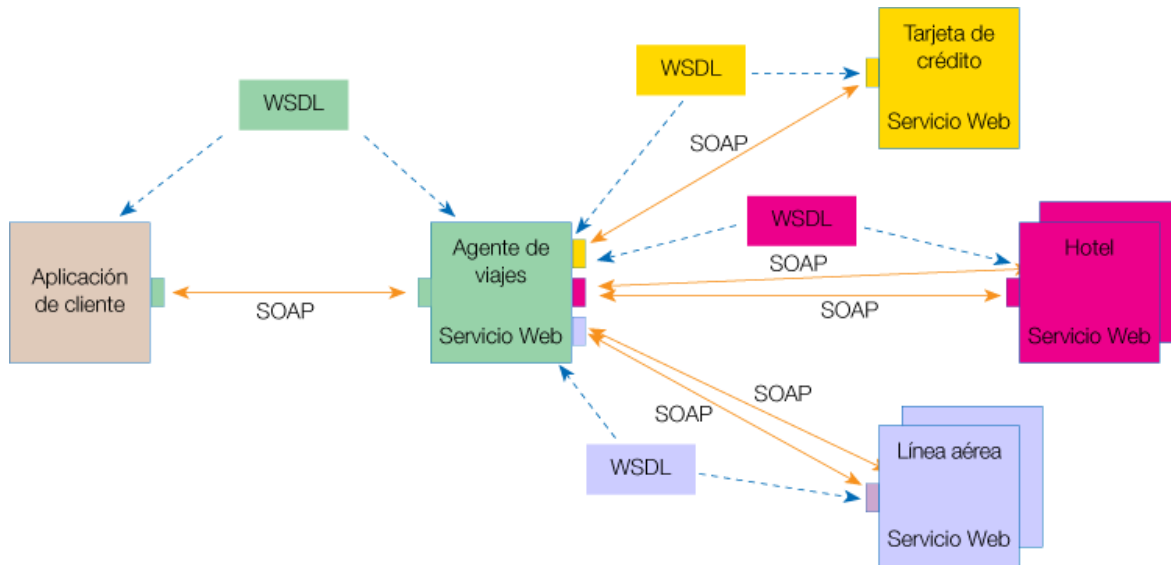 Tarjeta de
crédito
Servicio Web
WSDL
WSDL
SOAP
WSDL
Aplicación
de cliente
SOAP
Agente de
viajes
Servicio Web
SOAP
SOAP
Hotel
Servicio Web
SOAP
SOAP
WSDL
Línea aérea
Servicio Web